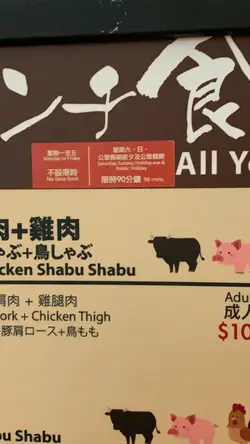 ンチ食
All Yo
星期一至五
Monday to Friday
不設限時
No time limit
星期六、日、
公眾假期前夕及公眾假期
Saturday, Sunday, Holiday eve &
Public Holiday
限時90分鐘 90 mins
肉+雞肉
ゃぶ+鳥しゃぶ
icken Shabu Shabu
肩肉 + 雞腿肉
ork + Chicken Thigh
+豚肩ロース+鳥もも
Adu
成人
$10